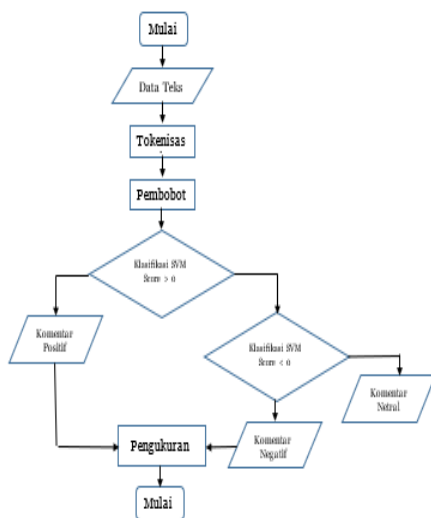 Mulai
Data Teks
Tokenisas
Pembobot
Klasifikasi SVM
Score > 0
Komentar
Positif
Klasifikasi SVM
Score < 0
Komentar
Netral
Komentar
Negatif
Pengukuran
Mulai